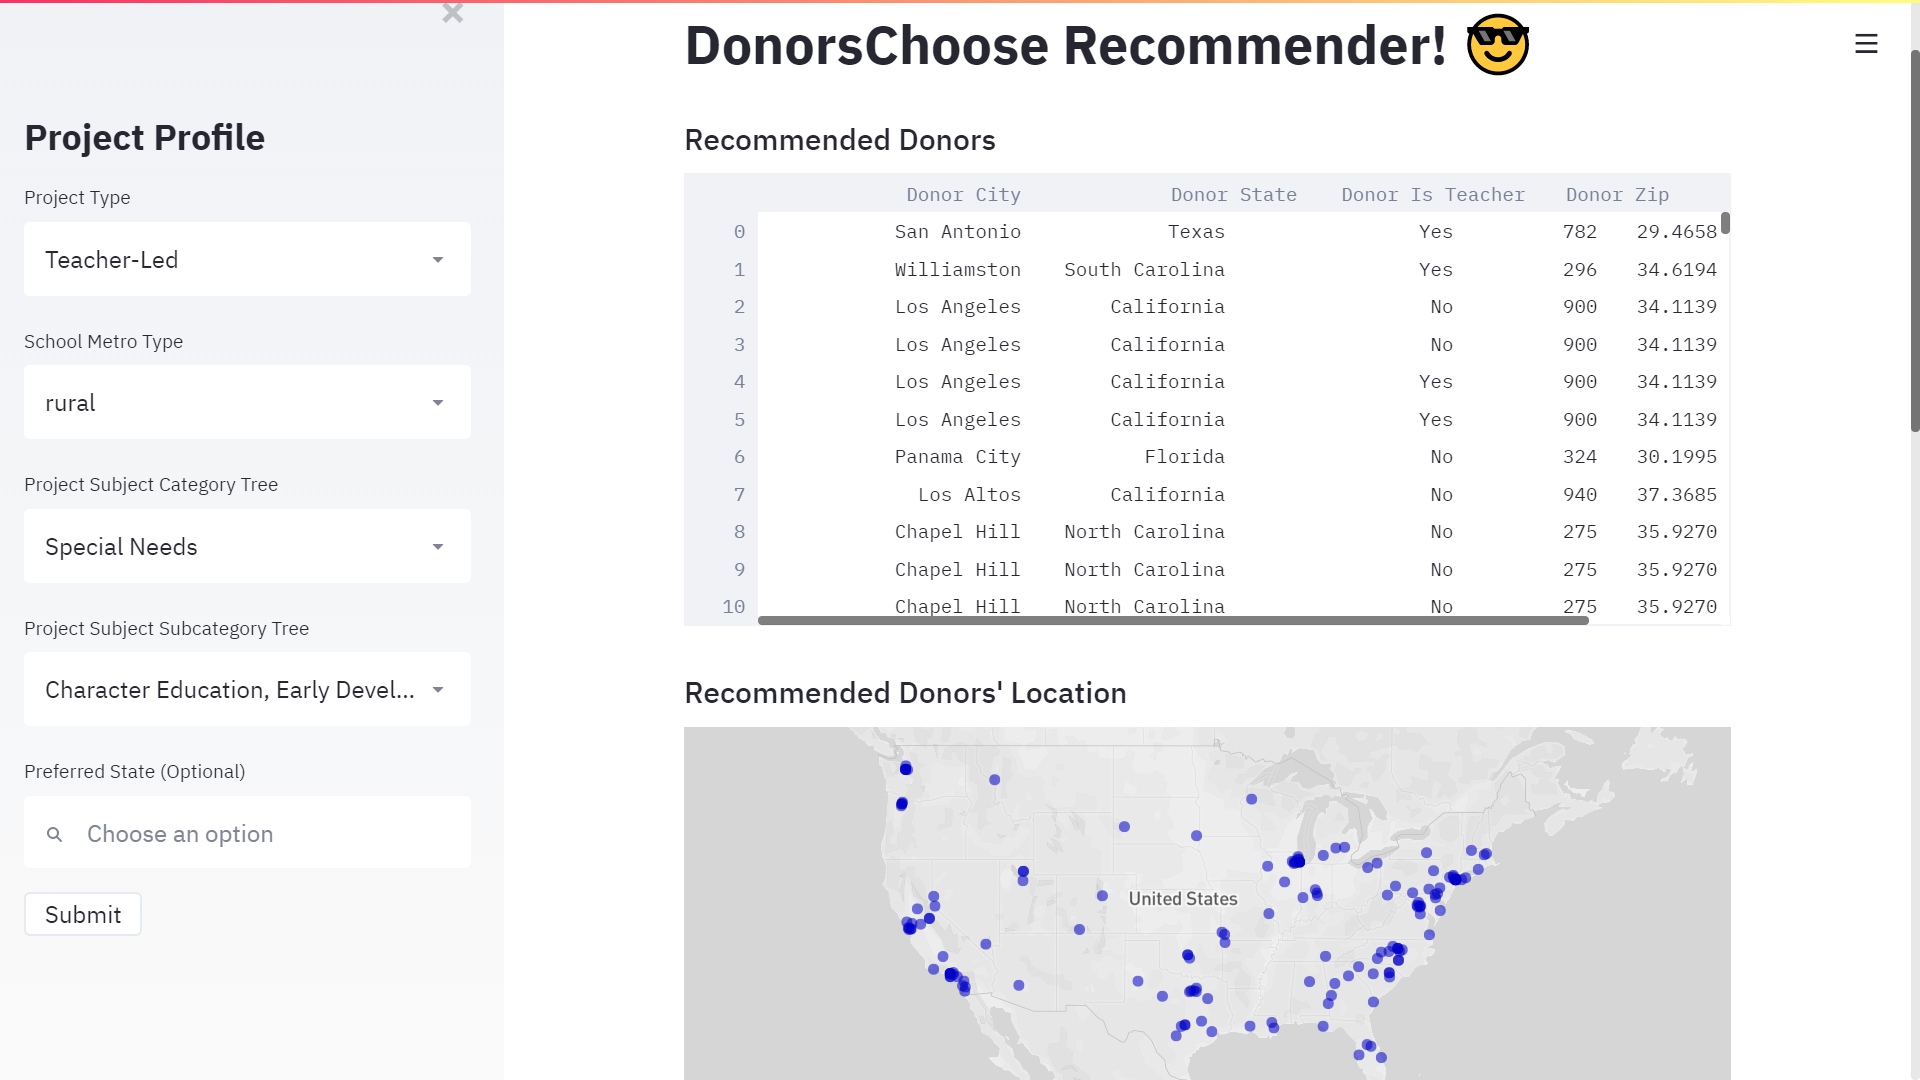 DonorsChoose Recommender! 😎
Project Profile
Project Type
Teacher-Led
School Metro Type
rural
Project Subject Category Tree
Special Needs
Project Subject Subcategory Tree
Character Education, Early Devel...
Preferred State (Optional)
Choose an option
Submit
Recommended Donors
Donor City Donor State Donor Is Teacher Donor Zip
0 San Antonio Texas Yes 782 29.4658
1 Williamston South Carolina Yes 296 34.6194
2 Los Angeles California No 900 34.1139
3 Los Angeles California No 900 34.1139
4 Los Angeles California Yes 900 34.1139
5 Los Angeles California Yes 900 34.1139
6 Panama City Florida No 324 30.1995
7 Los Altos California No 940 37.3685
8 Chapel Hill North Carolina No 275 35.9270
9 Chapel Hill North Carolina No 275 35.9270
10 Chapel Hill North Carolina No 275 35.9270
Recommended Donors' Location
United States